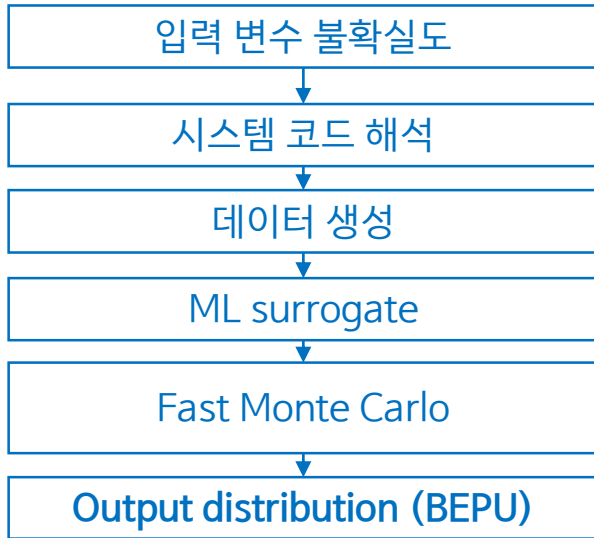 입력 변수 불확실도
시스템 코드 해석
데이터 생성
ML surrogate
Fast Monte Carlo
Output distribution (BEPU)